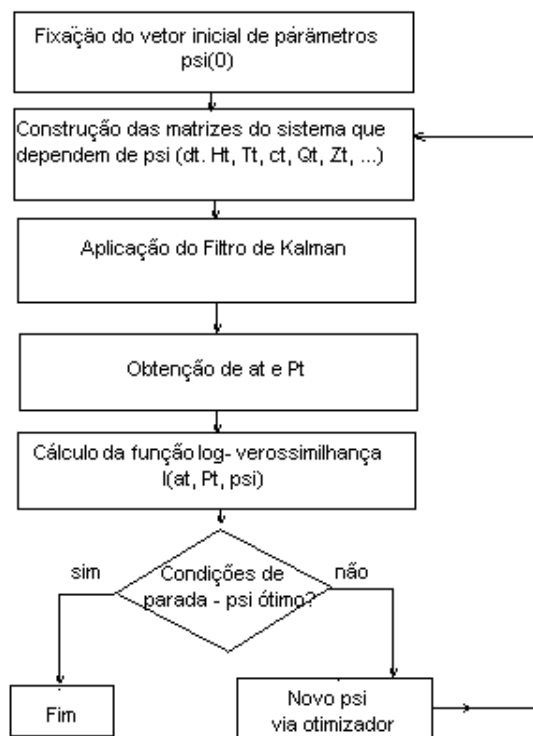 Fixação do vetor inicial de parâmetros
psi(0)
Construção das matrizes do sistema que
dependem de psi (dt. Ht, Tt, ct, Qt, Zt, ...)
Aplicação do Filtro de Kalman
Obtenção de at e Pt
Cálculo da função log- verossimilhança
l(at, Pt, psi)
sim
Condições de
parada - psi ótimo?
não
Fim
Novo psi
via otimizador